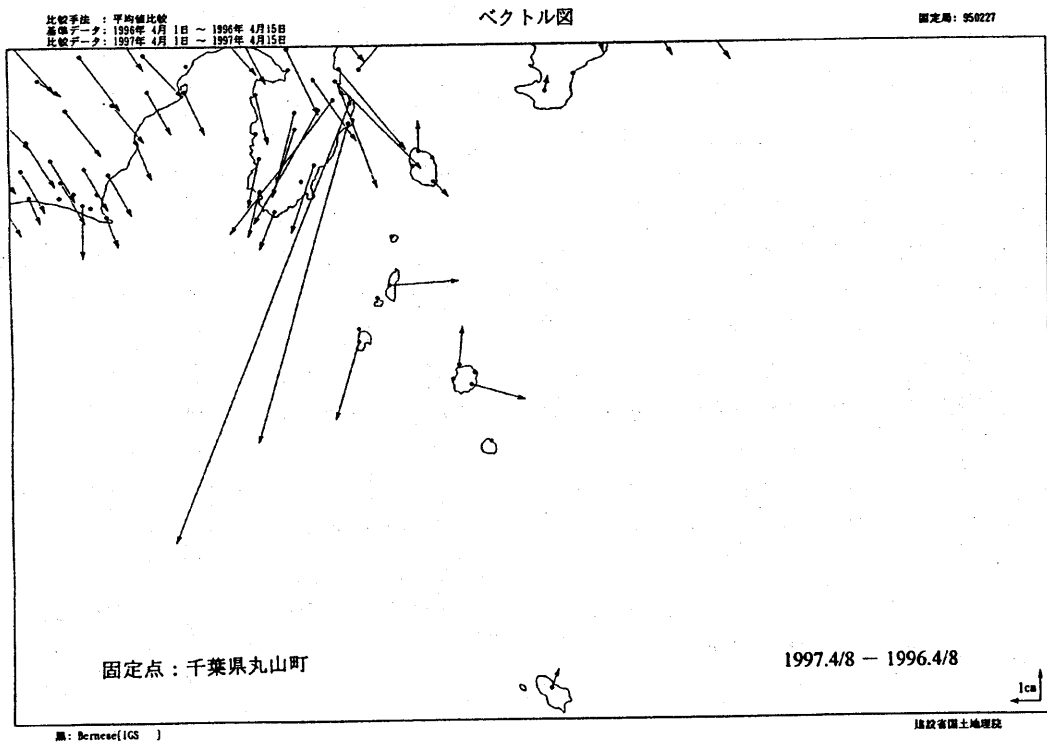 ベクトル図
比較手法 : 平均値比較
基準データ: 1996年 4月 1日 ~ 1996年 4月15日
比較データ: 1997年 4月 1日 ~ 1997年 4月15日
固定局: 950227
固定点:千葉県丸山町
1997.4/8 − 1996.4/8
1cm
黒: Bernese[IGS ]
建設省国土地理院